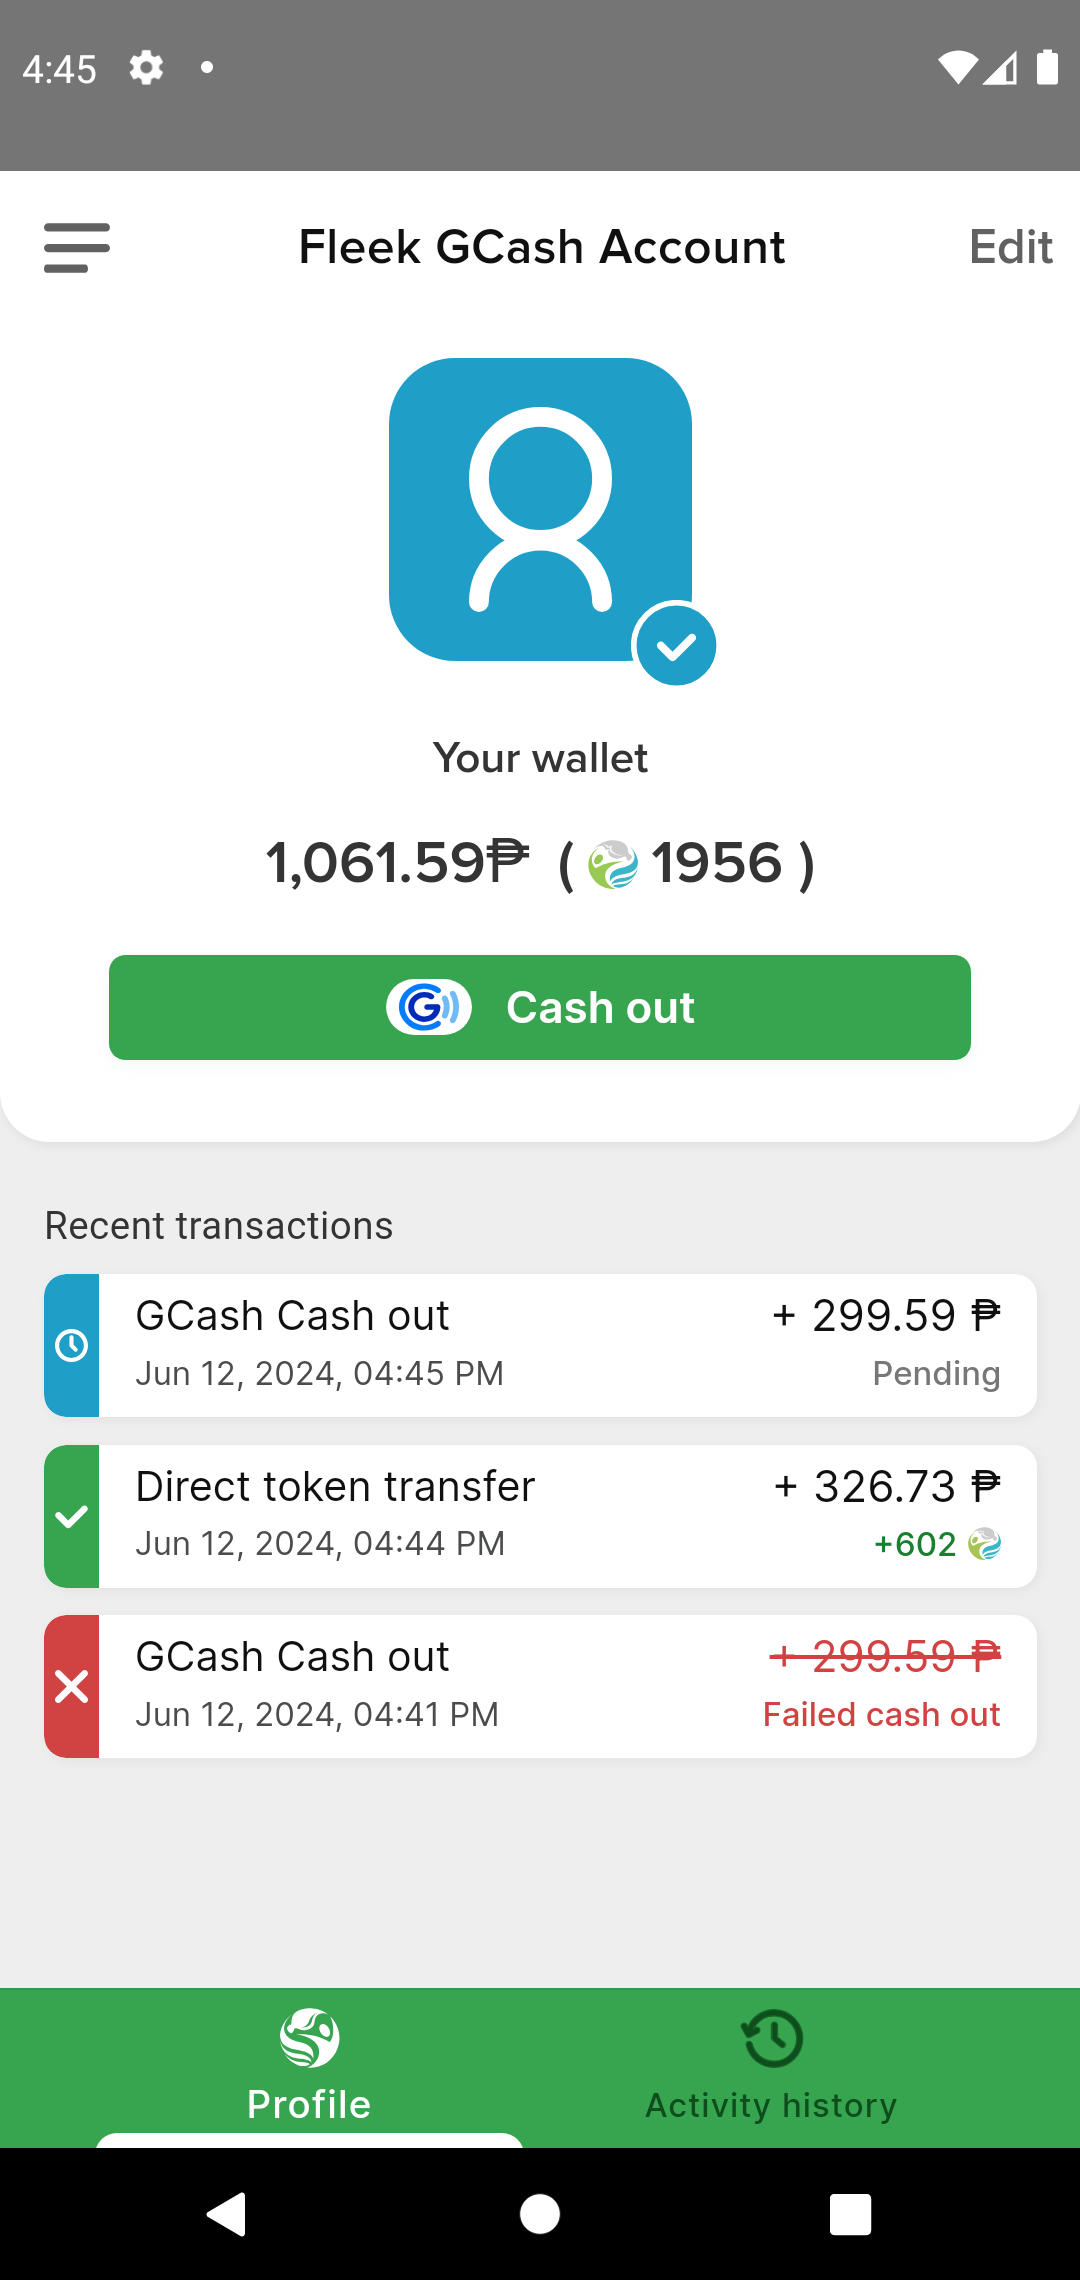 4:45
Fleek GCash Account
Edit
Your wallet
1,061.59₱ ( 1956 )
Cash out
Recent transactions
GCash Cash out
+ 299.59 ₱
Jun 12, 2024, 04:45 PM
Pending
Direct token transfer
+ 326.73 ₱
Jun 12, 2024, 04:44 PM
+602
GCash Cash out
+ 299.59 ₱
Jun 12, 2024, 04:41 PM
Failed cash out
Profile
Activity history